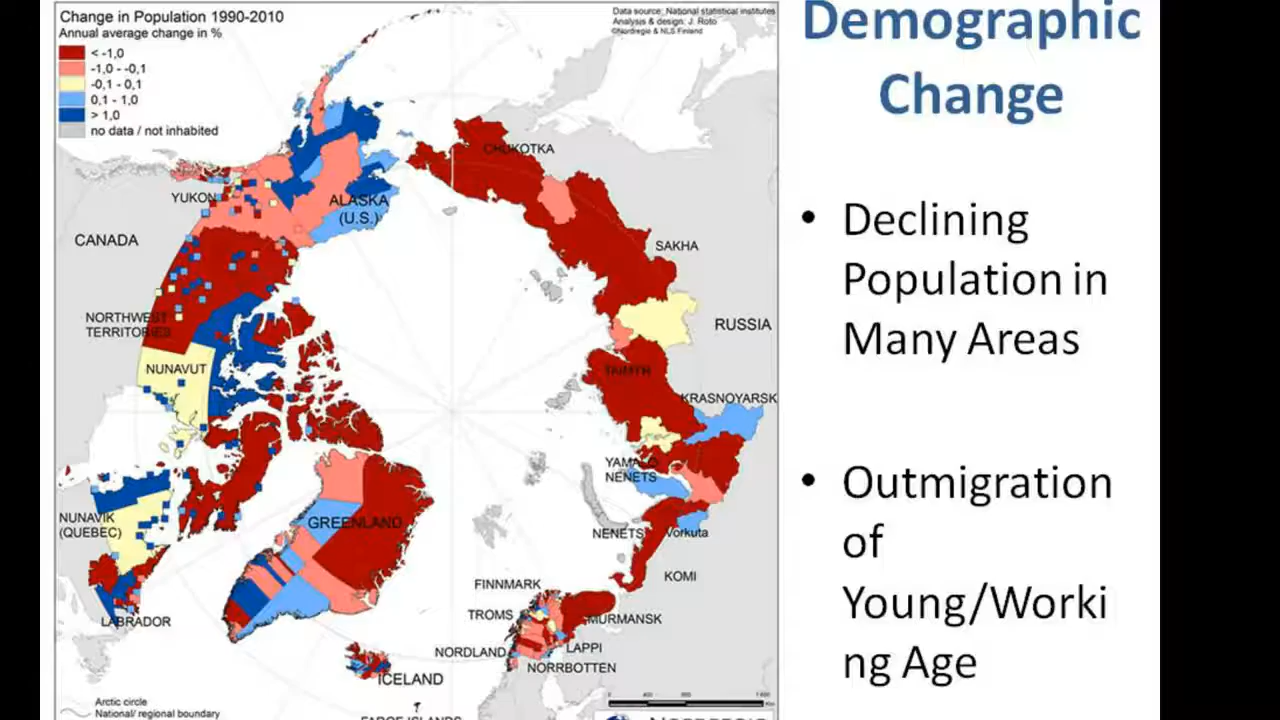 Change in Population 1990-2010
Annual average change in %
< -1,0
-1,0 - -0,1
-0,1 - 0,1
0,1 - 1,0
> 1,0
no data / not inhabited
Data source: National statistical institutes
Analysis & design: J. Roto
©Nordregio & NLS Finland
CHUKOTKA
YUKON
ALASKA
(U.S.)
CANADA
SAKHA
NORTHWEST
TERRITORIES
RUSSIA
NUNAVUT
TAIMYR
KRASNOYARSK
YAMALO
NENETS
NUNAVIK
(QUEBEC)
GREENLAND
NENETS
Vorkuta
KOMI
FINNMARK
TROMS
MURMANSK
LABRADOR
NORDLAND
LAPPI
NORRBOTTEN
ICELAND
Arctic circle
National/ regional boundary
FAROE ISLANDS
NORDREGIO
Demographic
Change
• Declining
Population in
Many Areas
• Outmigration
of
Young/Worki
ng Age